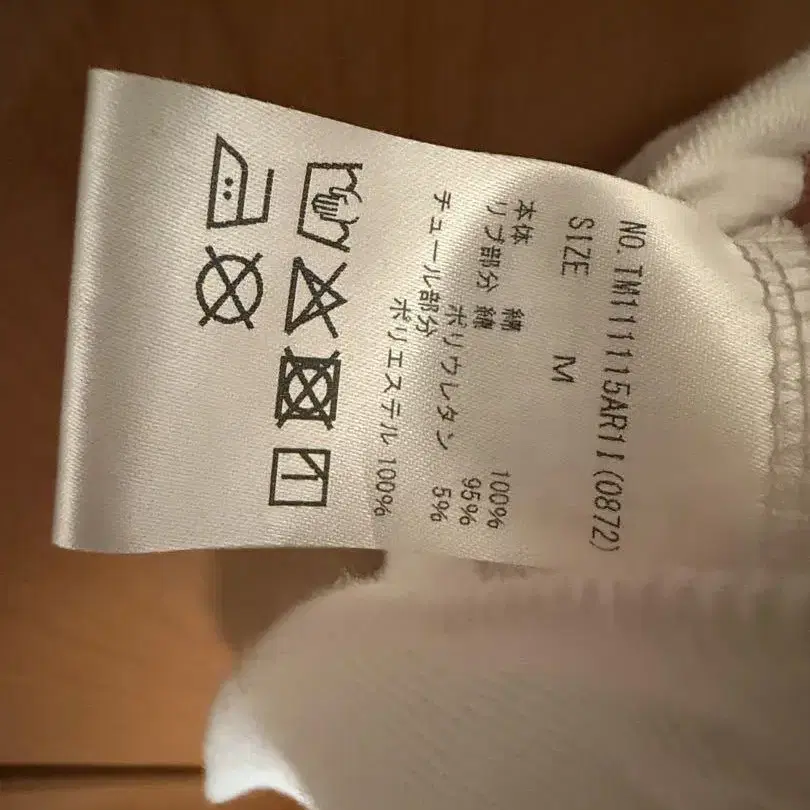 NO.TM111115AR1I(0872)
SIZE M
本体 綿 100%
リブ部分 綿 95%
ポリウレタン 5%
チュール部分
ポリエステル 100%